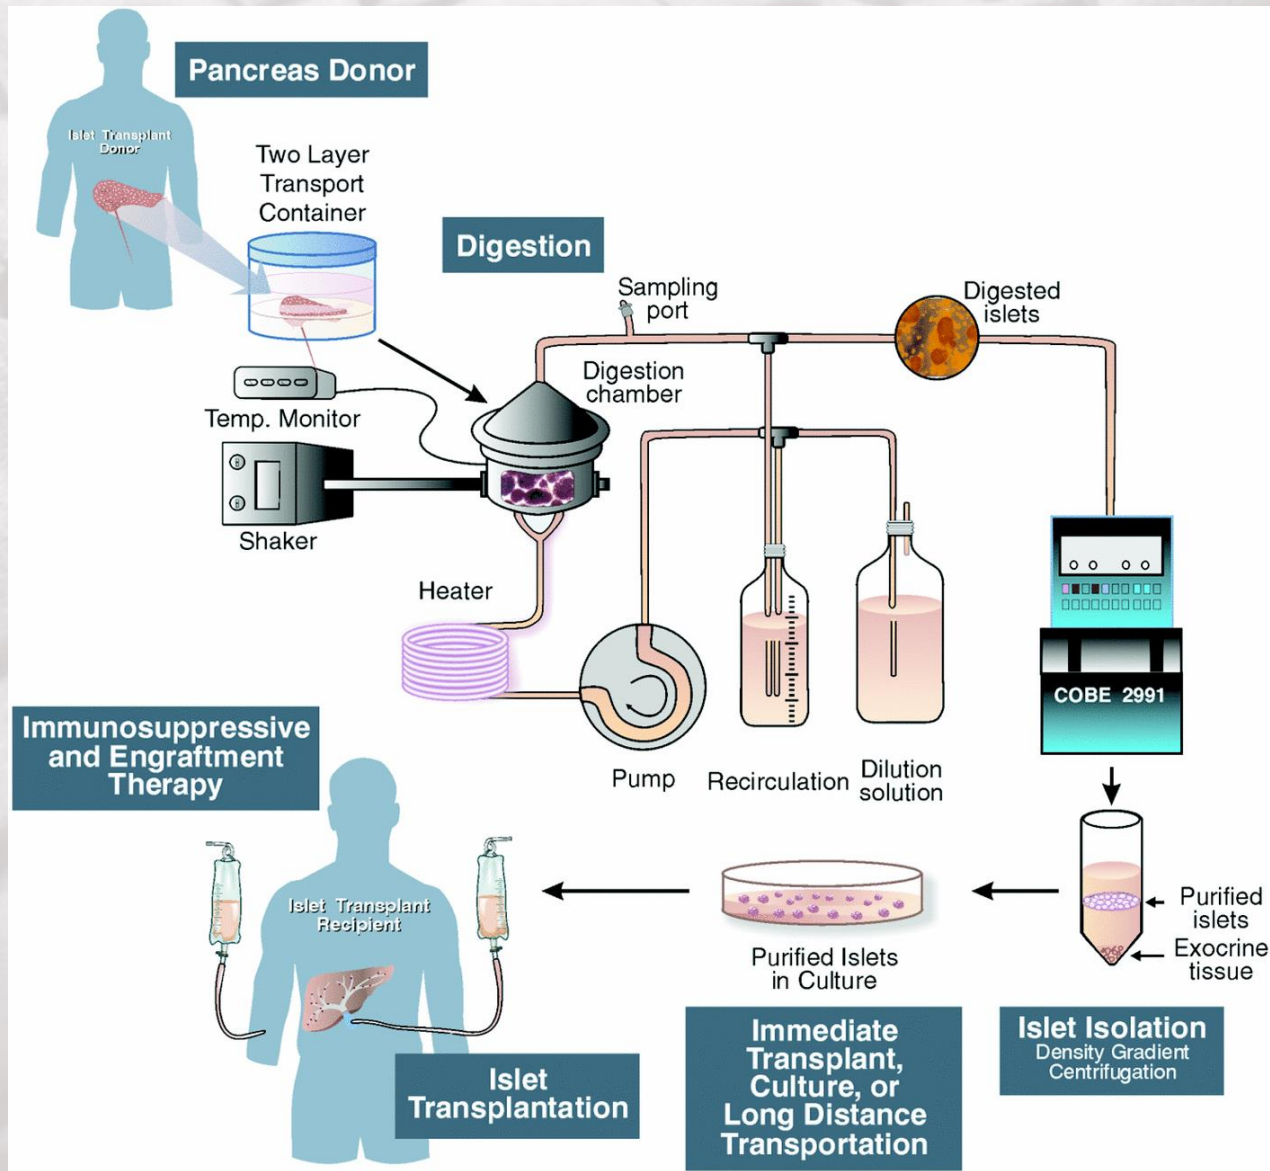 Pancreas Donor
Islet Transplant
Donor
Two Layer
Transport
Container
Digestion
Sampling
port
Digested
islets
Digestion
chamber
Temp. Monitor
Shaker
Heater
COBE 2991
Pump
Recirculation
Dilution
solution
Purified
islets
Exocrine
tissue
Islet Isolation
Density Gradient
Centrifugation
Purified Islets
in Culture
Immediate
Transplant,
Culture, or
Long Distance
Transportation
Immunosuppressive
and Engraftment
Therapy
Islet Transplant
Recipient
Islet
Transplantation